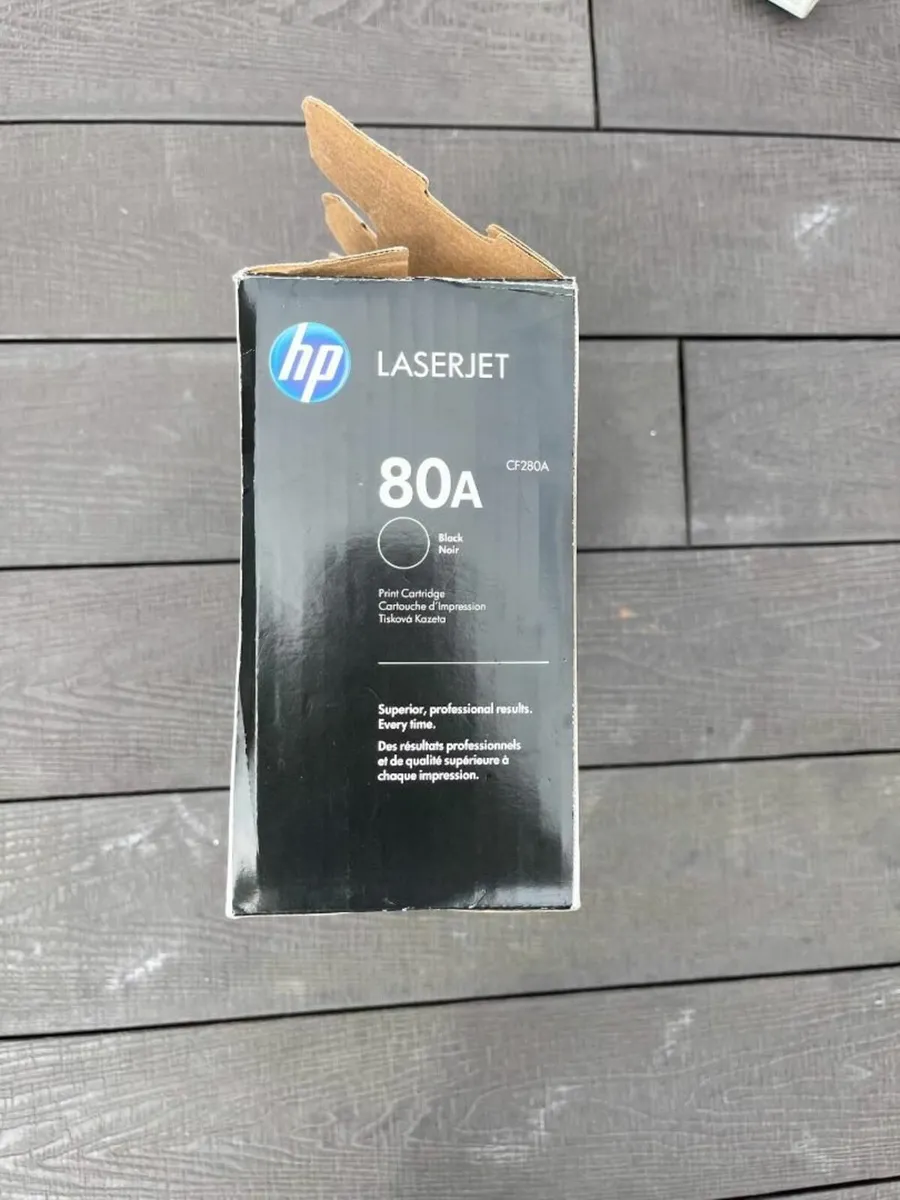 hp LASERJET
80A CF280A
Black
Noir
Print Cartridge
Cartouche d'Impression
Tisková Kazeta
Superior, professional results.
Every time.
Des résultats professionnels
et de qualité supérieure à
chaque impression.